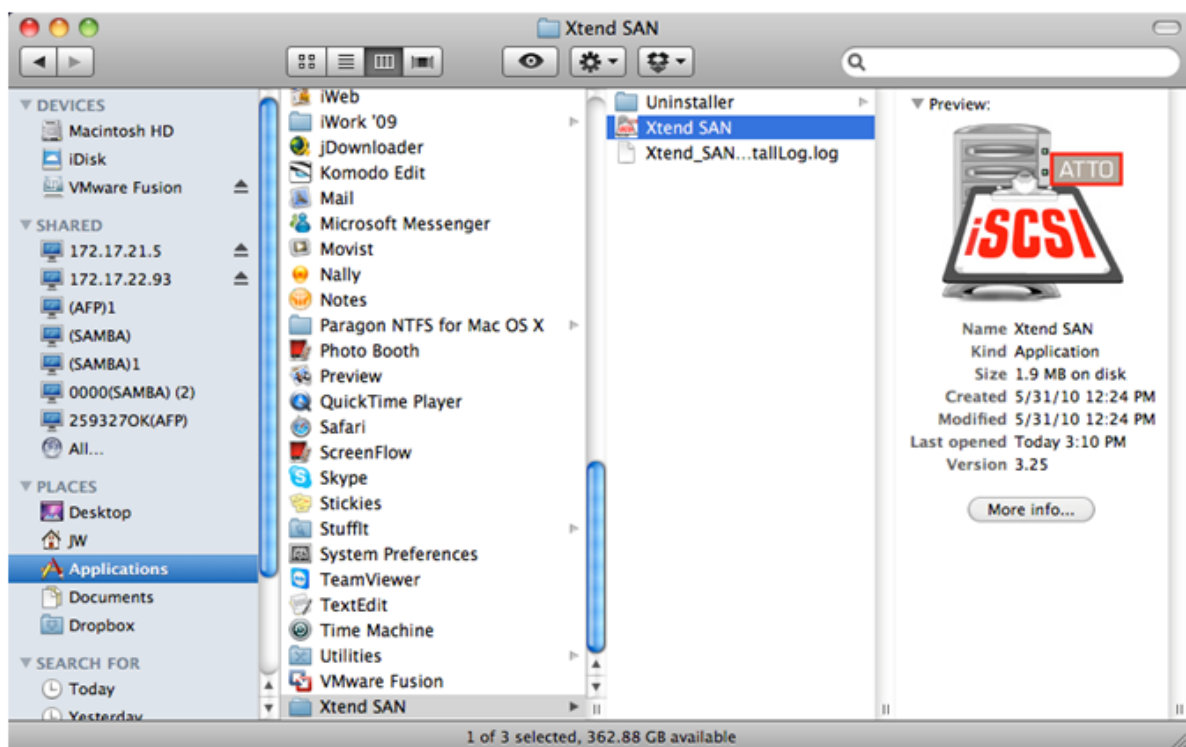 Xtend SAN
DEVICES
Macintosh HD
iDisk
VMware Fusion
SHARED
172.17.21.5
172.17.22.93
(AFP)1
(SAMBA)
(SAMBA)1
0000(SAMBA) (2)
259327OK(AFP)
All...
PLACES
Desktop
JW
Applications
Documents
Dropbox
SEARCH FOR
Today
Yesterday
iWeb
iWork '09
jDownloader
Komodo Edit
Mail
Microsoft Messenger
Movist
Nally
Notes
Paragon NTFS for Mac OS X
Photo Booth
Preview
QuickTime Player
Safari
ScreenFlow
Skype
Stickies
StuffIt
System Preferences
TeamViewer
TextEdit
Time Machine
Utilities
VMware Fusion
Xtend SAN
Uninstaller
Xtend SAN
Xtend_SAN...tallLog.log
Preview:
ATTO
iSCSI
Name Xtend SAN
Kind Application
Size 1.9 MB on disk
Created 5/31/10 12:24 PM
Modified 5/31/10 12:24 PM
Last opened Today 3:10 PM
Version 3.25
More info...
1 of 3 selected, 362.88 GB available